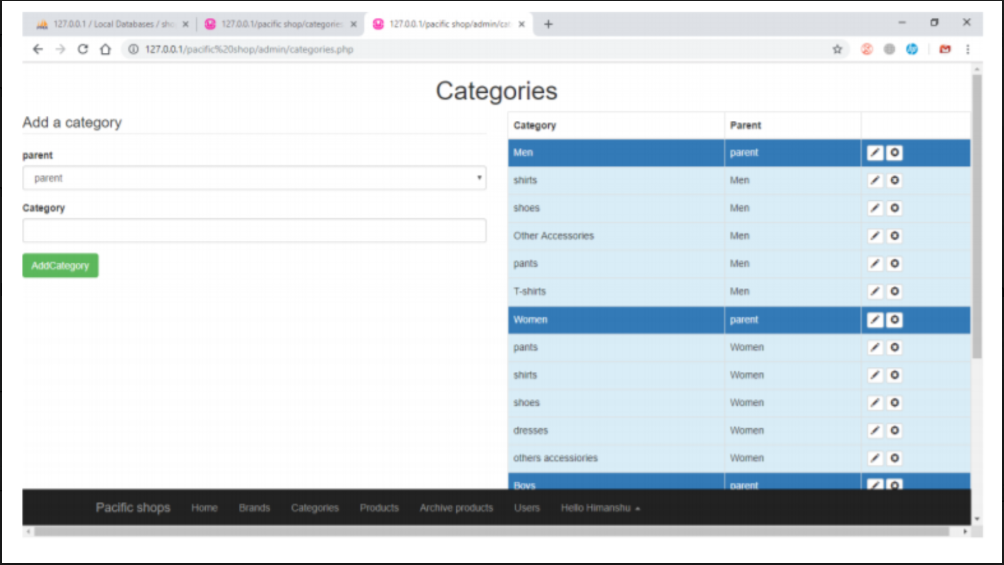 127.0.0.1 / Local Databases / sho
127.0.0.1/pacific shop/categories
127.0.0.1/pacific shop/admin/cat
127.0.0.1/pacific%20shop/admin/categories.php
Categories
Add a category
parent
parent
Category
AddCategory
Category Parent
Men parent
shirts Men
shoes Men
Other Accessories Men
pants Men
T-shirts Men
Women parent
pants Women
shirts Women
shoes Women
dresses Women
others accessiories Women
Boys parent
Pacific shops Home Brands Categories Products Archive products Users Hello Himanshu